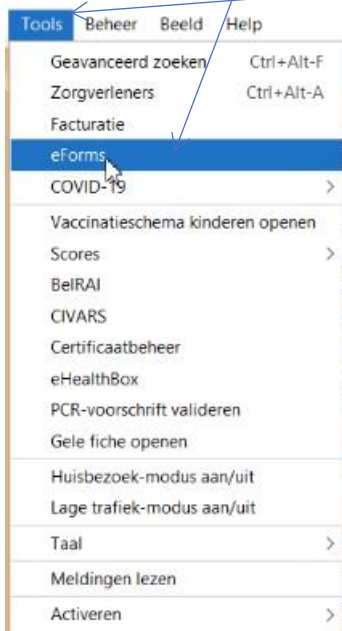 Tools Beheer Beeld Help
Geavanceerd zoeken Ctrl+Alt-F
Zorgverleners Ctrl+Alt-A
Facturatie
eForms
COVID-19
Vaccinatieschema kinderen openen
Scores
BelRAI
CIVARS
Certificaatbeheer
eHealthBox
PCR-voorschrift valideren
Gele fiche openen
Huisbezoek-modus aan/uit
Lage trafiek-modus aan/uit
Taal
Meldingen lezen
Activeren